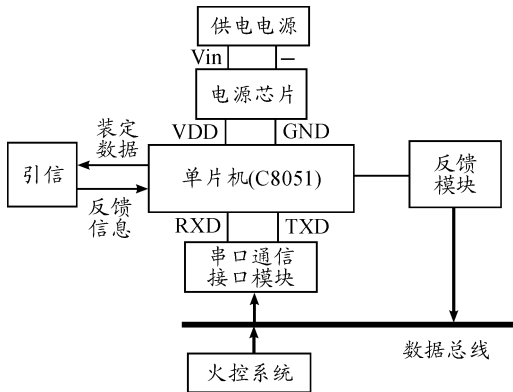 供电电源
Vin
−
电源芯片
VDD
GND
装定
数据
引信
单片机(C8051)
反馈
模块
反馈
信息
RXD
TXD
串口通信
接口模块
数据总线
火控系统